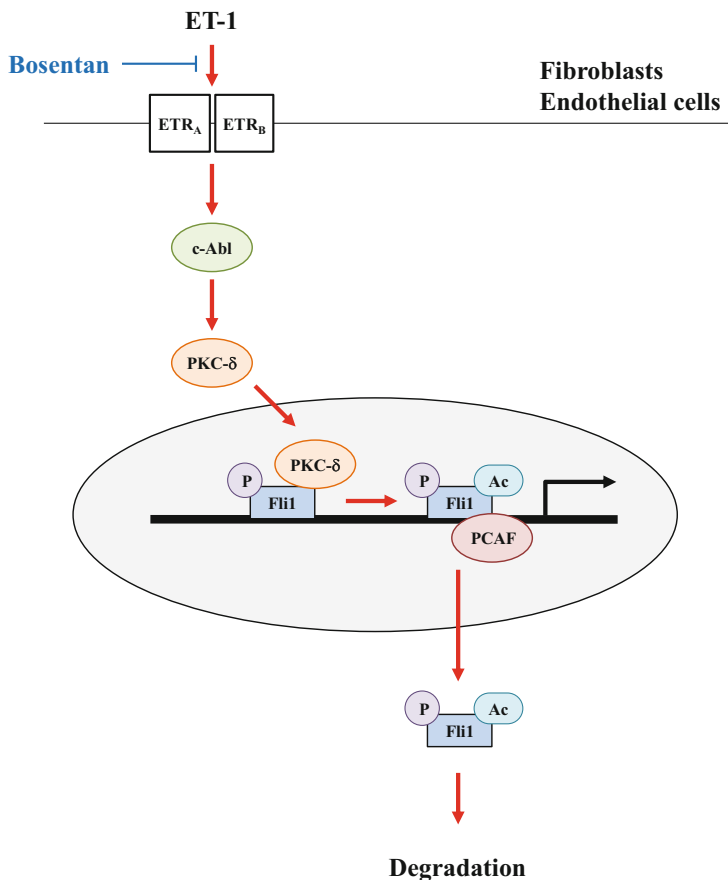 ET-1
Bosentan
Fibroblasts
Endothelial cells
ETRA ETRB
c-Abl
PKC-δ
PKC-δ
P Fli1
P Ac
Fli1
PCAF
P Ac
Fli1
Degradation